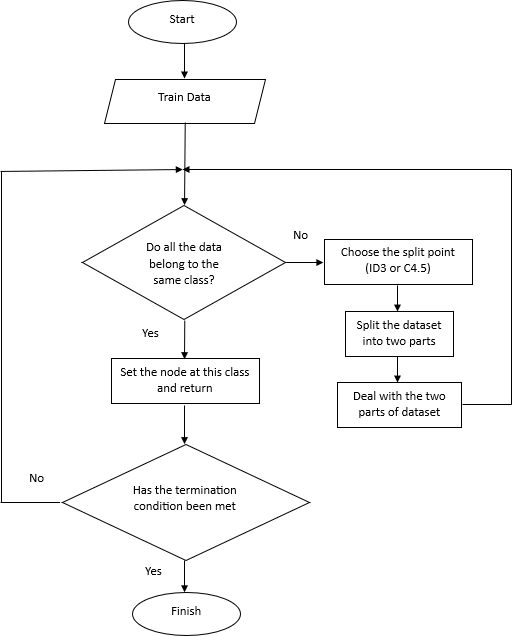 Start
Train Data
Do all the data
belong to the
same class?
No
Choose the split point
(ID3 or C4.5)
Split the dataset
into two parts
Deal with the two
parts of dataset
Yes
Set the node at this class
and return
Has the termination
condition been met
No
Yes
Finish